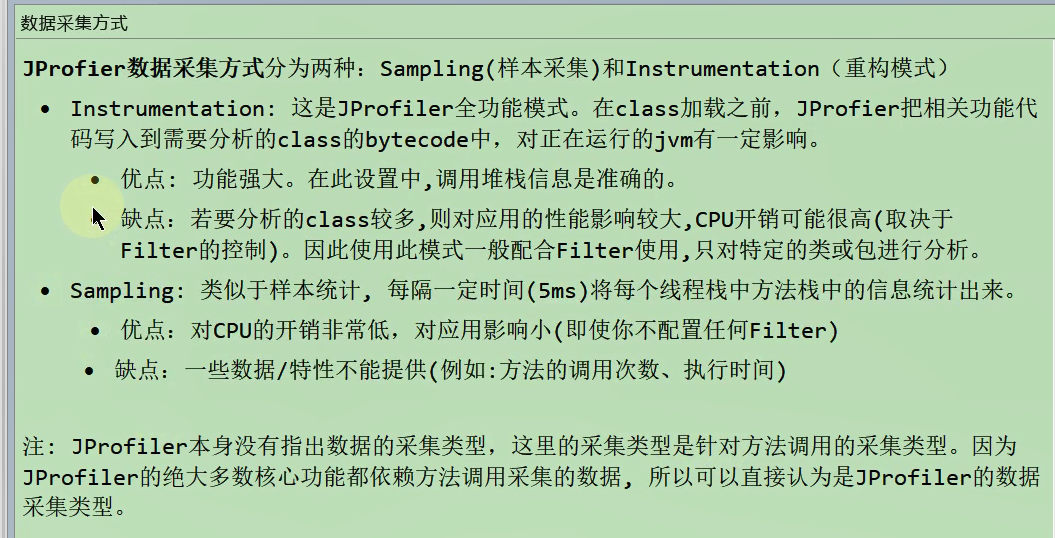 数据采集方式
JProfier数据采集方式分为两种：Sampling(样本采集)和Instrumentation（重构模式）
• Instrumentation: 这是JProfiler全功能模式。在class加载之前，JProfier把相关功能代
码写入到需要分析的class的bytecode中，对正在运行的jvm有一定影响。
• 优点: 功能强大。在此设置中,调用堆栈信息是准确的。
缺点：若要分析的class较多,则对应用的性能影响较大,CPU开销可能很高(取决于
Filter的控制)。因此使用此模式一般配合Filter使用,只对特定的类或包进行分析。
• Sampling: 类似于样本统计, 每隔一定时间(5ms)将每个线程栈中方法栈中的信息统计出来。
• 优点：对CPU的开销非常低，对应用影响小(即使你不配置任何Filter)
• 缺点：一些数据/特性不能提供(例如:方法的调用次数、执行时间)
注: JProfiler本身没有指出数据的采集类型，这里的采集类型是针对方法调用的采集类型。因为
JProfiler的绝大多数核心功能都依赖方法调用采集的数据, 所以可以直接认为是JProfiler的数据
采集类型。